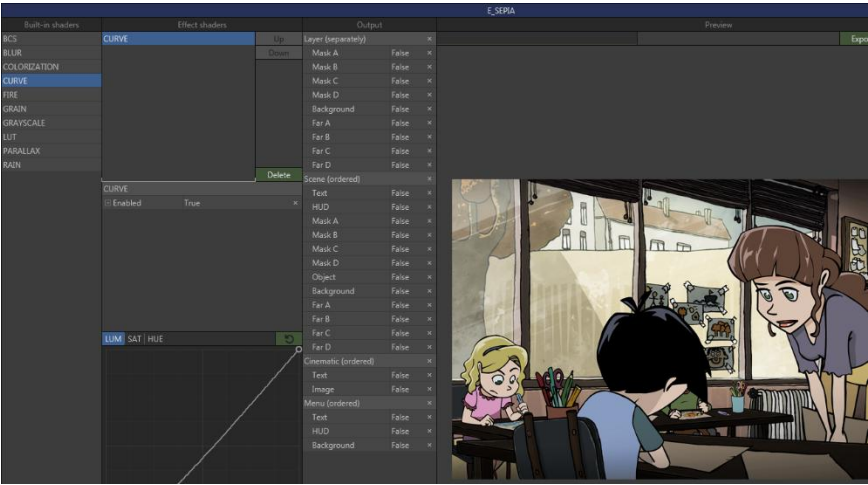 E_SEPIA
Built-in shaders Effect shaders Output Preview
BCS
BLUR
COLORIZATION
CURVE
FIRE
GRAIN
GRAYSCALE
LUT
PARALLAX
RAIN
CURVE
Up
Down
Delete
CURVE
Enabled True ×
LUM SAT HUE
Layer (separately) ×
Mask A False ×
Mask B False ×
Mask C False ×
Mask D False ×
Background False ×
Far A False ×
Far B False ×
Far C False ×
Far D False ×
Scene (ordered) ×
Text False ×
HUD False ×
Mask A False ×
Mask B False ×
Mask C False ×
Mask D False ×
Object False ×
Background False ×
Far A False ×
Far B False ×
Far C False ×
Far D False ×
Cinematic (ordered) ×
Text False ×
Image False ×
Menu (ordered) ×
Text False ×
HUD False ×
Background False ×
Expo